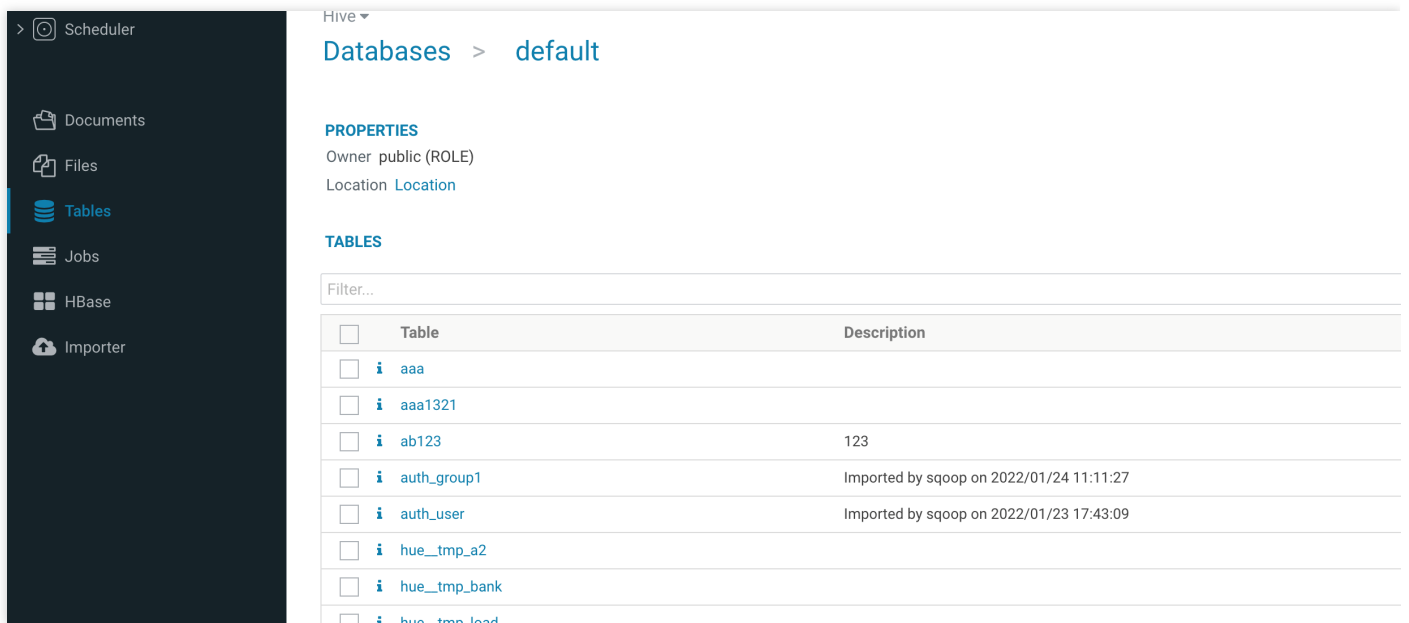 Scheduler
Documents
Files
Tables
Jobs
HBase
Importer
Hive
Databases > default
PROPERTIES
Owner public (ROLE)
Location Location
TABLES
Filter...
Table Description
aaa
aaa1321
ab123 123
auth_group1 Imported by sqoop on 2022/01/24 11:11:27
auth_user Imported by sqoop on 2022/01/23 17:43:09
hue__tmp_a2
hue__tmp_bank
hue__tmp_load